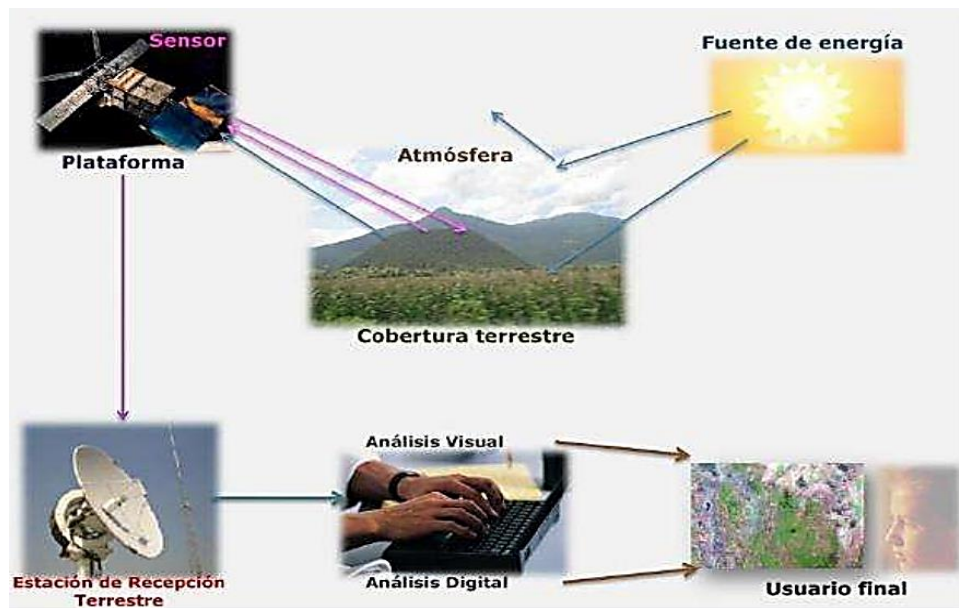 Sensor
Fuente de energía
Plataforma
Atmósfera
Cobertura terrestre
Análisis Visual
Estación de Recepción
Terrestre
Análisis Digital
Usuario final